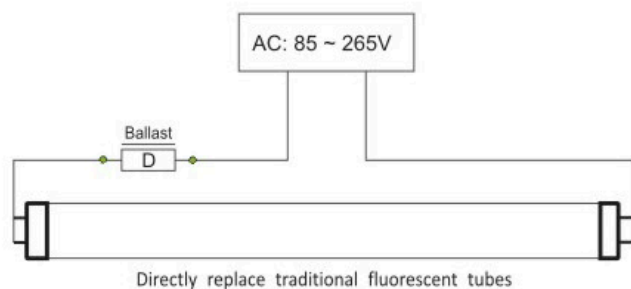 AC: 85 ~ 265V
Ballast
D
Directly replace traditional fluorescent tubes